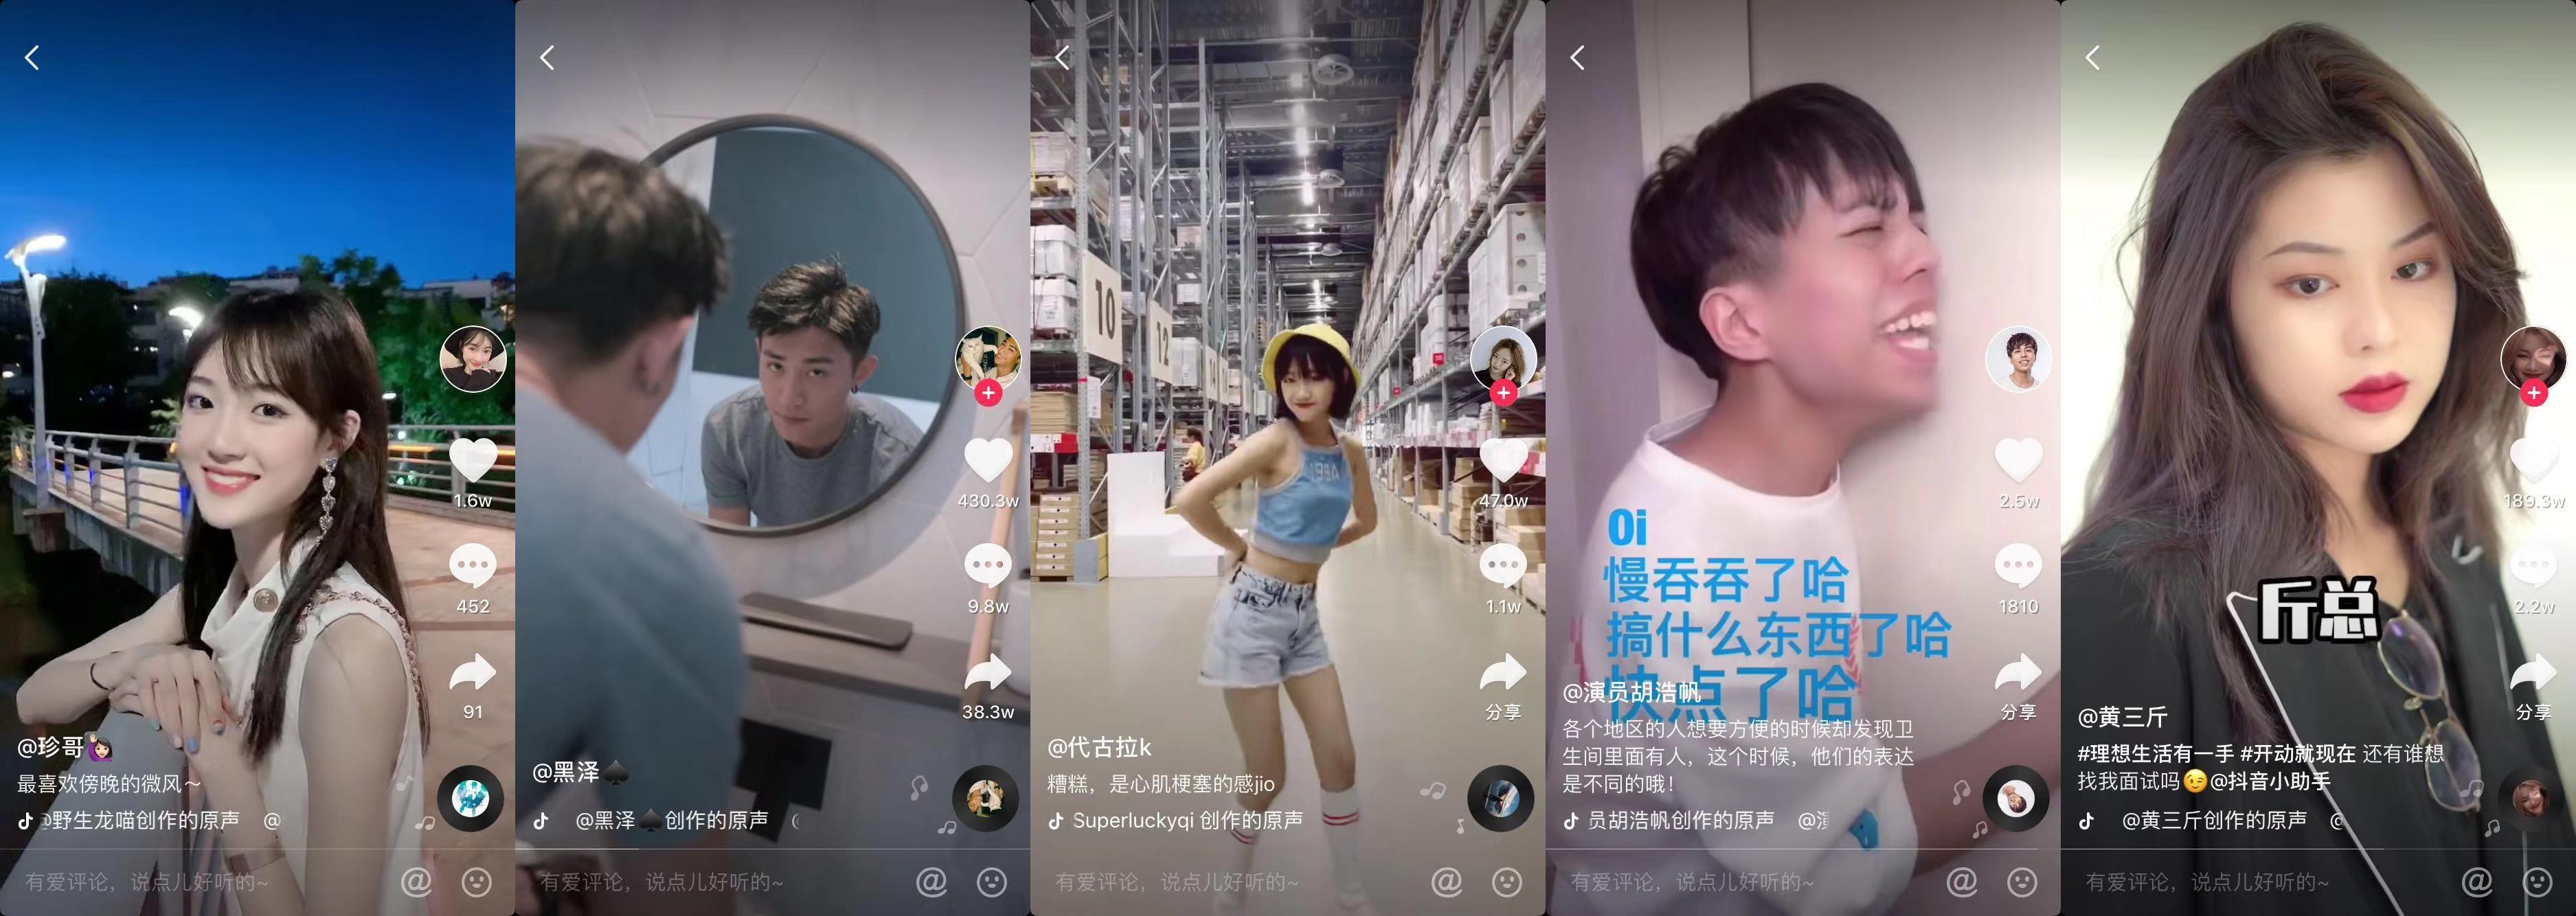 1.6w
452
91
@珍哥🙋🏻‍♀️
最喜欢傍晚的微风～
@野生龙喵创作的原声 @
有爱评论，说点儿好听的~
430.3w
9.8w
38.3w
@黑泽♠️
@黑泽♠️创作的原声
有爱评论，说点儿好听的~
10
12
47.0w
1.1w
分享
@代古拉k
糟糕，是心肌梗塞的感jio
Superluckyqi 创作的原声
有爱评论，说点儿好听的~
2.5w
1810
Oi
慢吞吞了哈
搞什么东西了哈
快点了哈
分享
@演员胡浩帆
各个地区的人想要方便的时候却发现卫
生间里面有人，这个时候，他们的表达
是不同的哦！
员胡浩帆创作的原声 @演
有爱评论，说点儿好听的~
189.3w
2.2w
斤总
分享
@黄三斤
#理想生活有一手 #开动就现在 还有谁想
找我面试吗😉@抖音小助手
@黄三斤创作的原声 @
有爱评论，说点儿好听的~